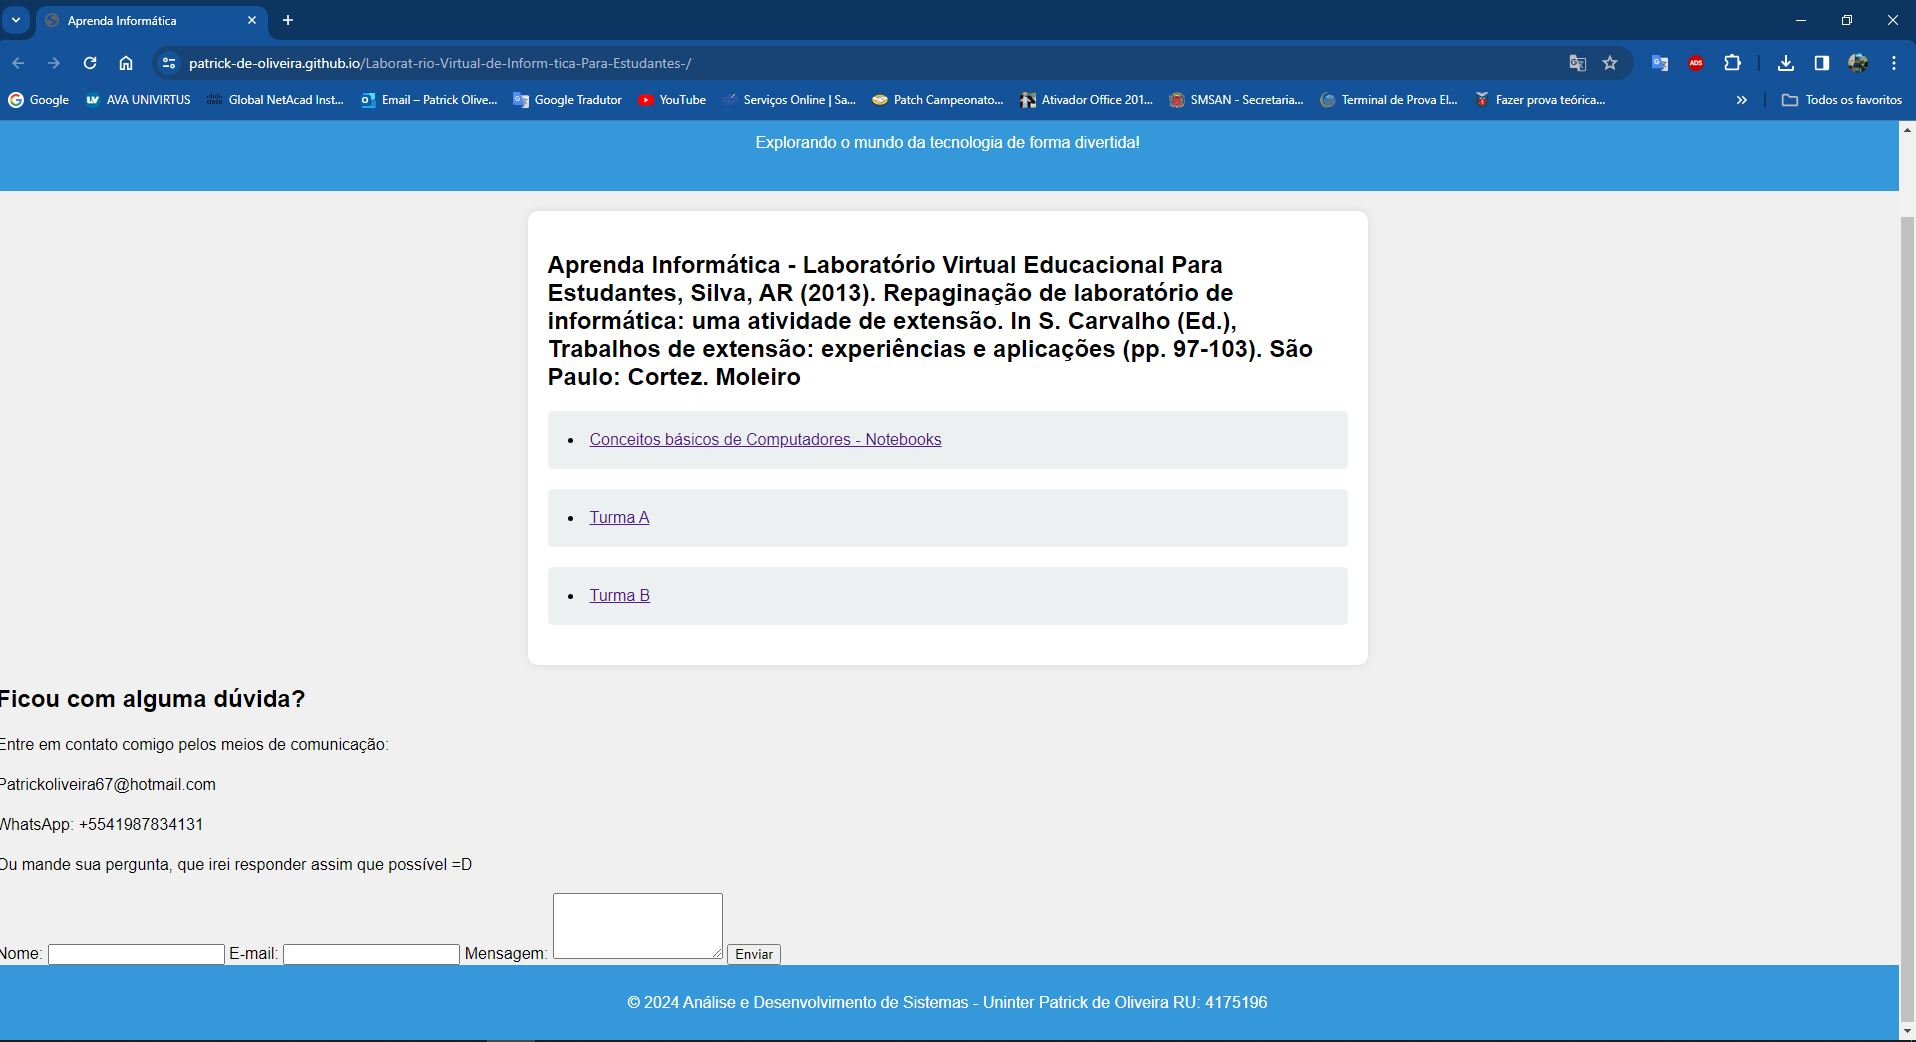 Aprenda Informática
patrick-de-oliveira.github.io/Laborat-rio-Virtual-de-Inform-tica-Para-Estudantes-/
Google
AVA UNIVIRTUS
Global NetAcad Inst...
Email – Patrick Olive...
Google Tradutor
YouTube
Serviços Online | Sa...
Patch Campeonato...
Ativador Office 201...
SMSAN - Secretaria...
Terminal de Prova El...
Fazer prova teórica...
Todos os favoritos
Explorando o mundo da tecnologia de forma divertida!
Aprenda Informática - Laboratório Virtual Educacional Para
Estudantes, Silva, AR (2013). Repaginação de laboratório de
informática: uma atividade de extensão. In S. Carvalho (Ed.),
Trabalhos de extensão: experiências e aplicações (pp. 97-103). São
Paulo: Cortez. Moleiro
Conceitos básicos de Computadores - Notebooks
Turma A
Turma B
Ficou com alguma dúvida?
Entre em contato comigo pelos meios de comunicação:
Patrickoliveira67@hotmail.com
WhatsApp: +5541987834131
Ou mande sua pergunta, que irei responder assim que possível =D
Nome: E-mail: Mensagem: Enviar
© 2024 Análise e Desenvolvimento de Sistemas - Uninter Patrick de Oliveira RU: 4175196